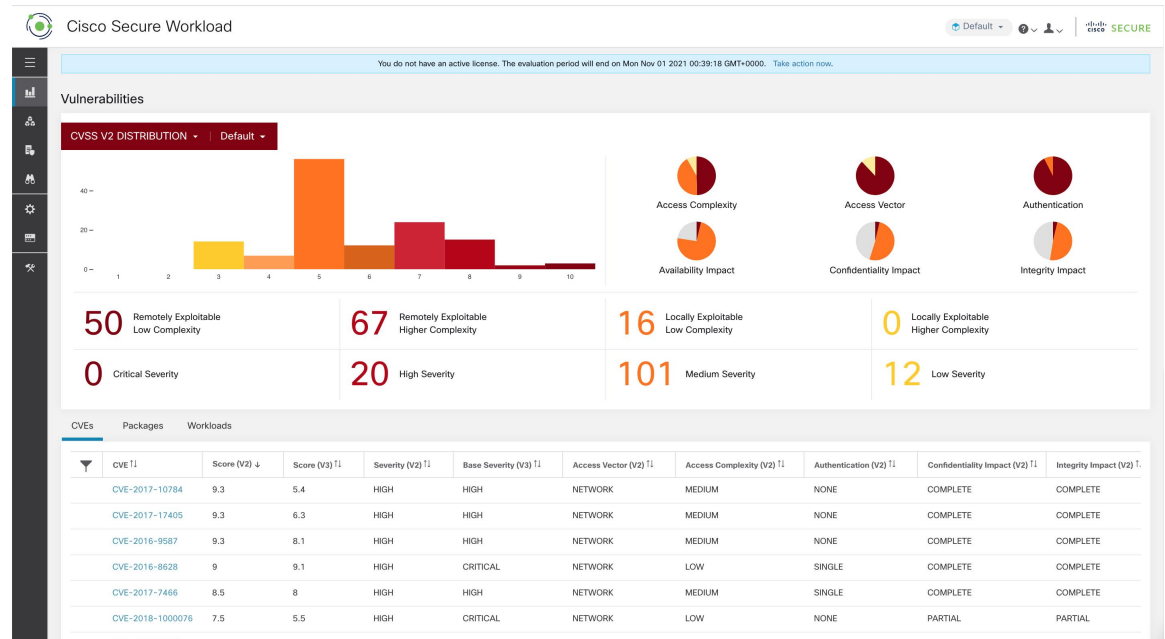 Cisco Secure Workload
Default
cisco SECURE
You do not have an active license. The evaluation period will end on Mon Nov 01 2021 00:39:18 GMT+0000. Take action now.
Vulnerabilities
CVSS V2 DISTRIBUTION Default
40
20
0
1 2 3 4 5 6 7 8 9 10
Access Complexity
Access Vector
Authentication
Availability Impact
Confidentiality Impact
Integrity Impact
50 Remotely Exploitable
Low Complexity
67 Remotely Exploitable
Higher Complexity
16 Locally Exploitable
Low Complexity
0 Locally Exploitable
Higher Complexity
0 Critical Severity
20 High Severity
101 Medium Severity
12 Low Severity
CVEs Packages Workloads
CVE Score (V2) Score (V3) Severity (V2) Base Severity (V3) Access Vector (V2) Access Complexity (V2) Authentication (V2) Confidentiality Impact (V2) Integrity Impact (V2)
CVE-2017-10784 9.3 5.4 HIGH HIGH NETWORK MEDIUM NONE COMPLETE COMPLETE
CVE-2017-17405 9.3 6.3 HIGH HIGH NETWORK MEDIUM NONE COMPLETE COMPLETE
CVE-2016-9587 9.3 8.1 HIGH HIGH NETWORK MEDIUM NONE COMPLETE COMPLETE
CVE-2016-8628 9 9.1 HIGH CRITICAL NETWORK LOW SINGLE COMPLETE COMPLETE
CVE-2017-7466 8.5 8 HIGH HIGH NETWORK MEDIUM SINGLE COMPLETE COMPLETE
CVE-2018-1000076 7.5 5.5 HIGH CRITICAL NETWORK LOW NONE PARTIAL PARTIAL